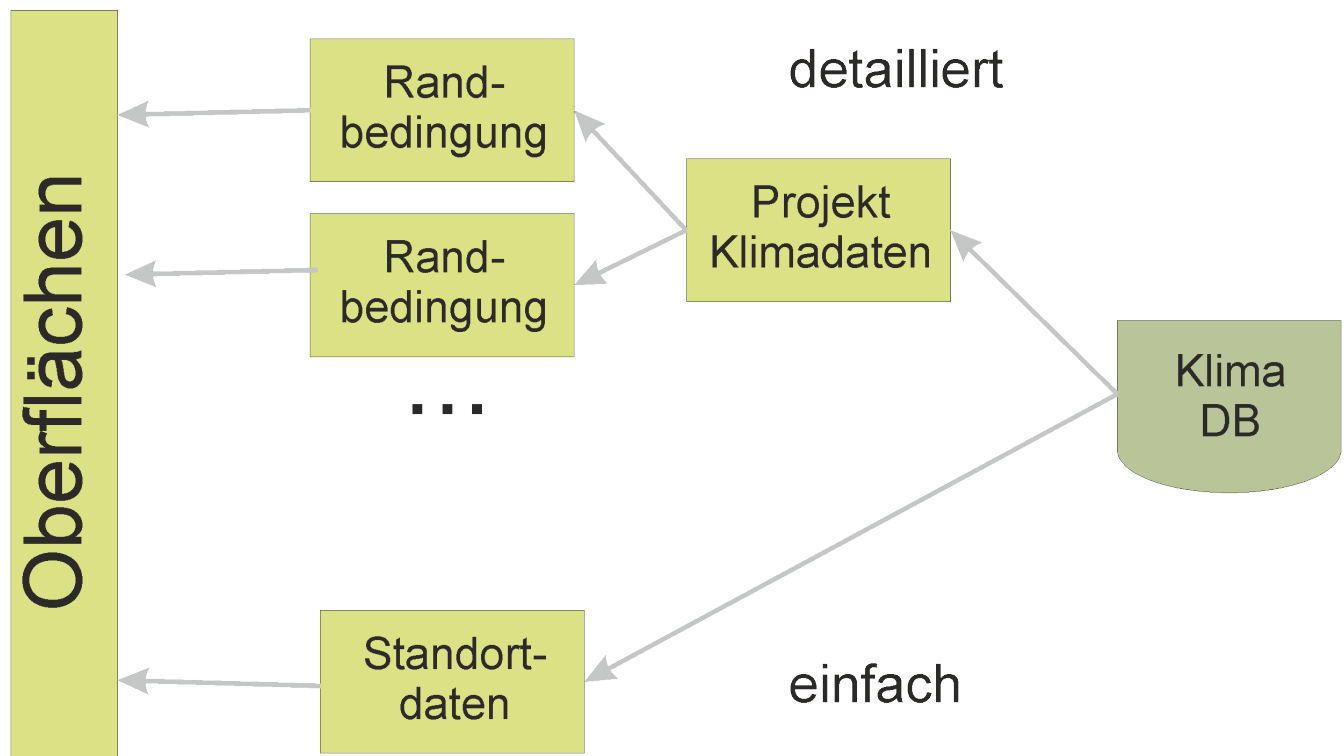 Oberflächen
Rand-
bedingung
Rand-
bedingung
...
Standort-
daten
detailliert
Projekt
Klimadaten
einfach
Klima
DB